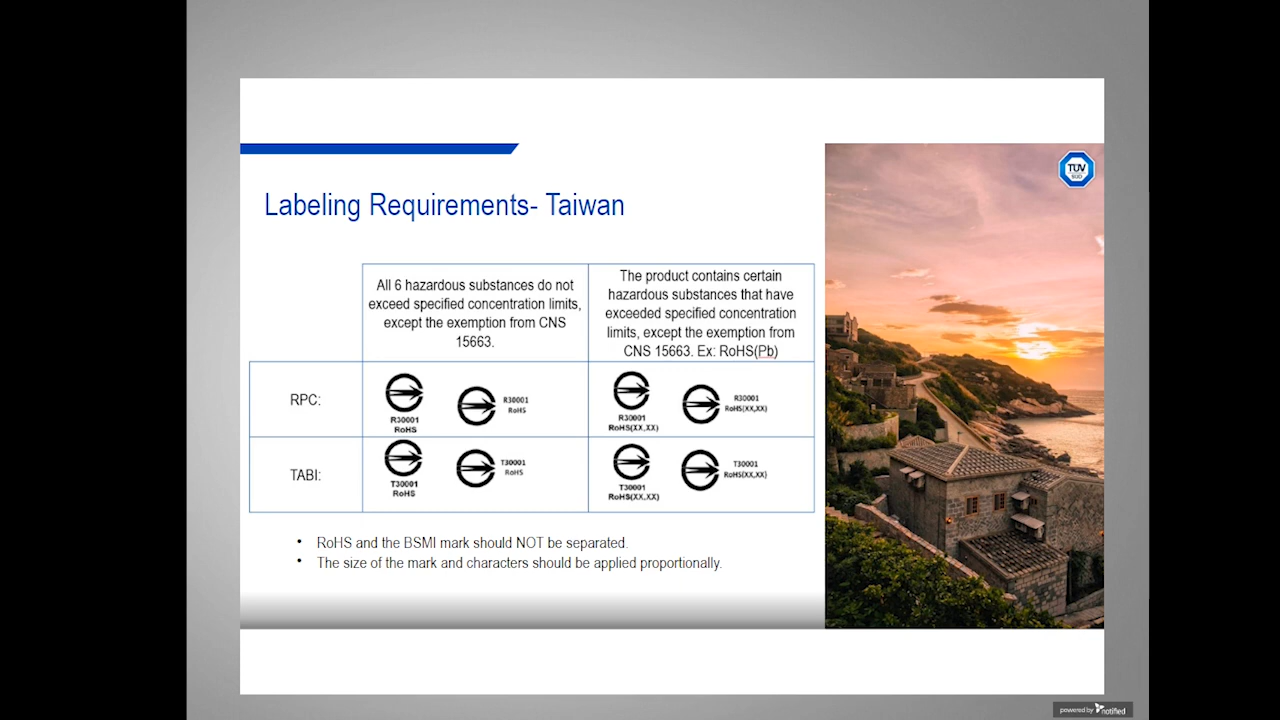 TÜV
SÜD
Labeling Requirements- Taiwan
All 6 hazardous substances do not
exceed specified concentration limits,
except the exemption from CNS
15663.
The product contains certain
hazardous substances that have
exceeded specified concentration
limits, except the exemption from
CNS 15663. Ex: RoHS(Pb)
RPC:
R30001
RoHS
R30001
RoHS
R30001
RoHS(XX,XX)
R30001
RoHS(XX,XX)
TABI:
T30001
RoHS
T30001
RoHS
T30001
RoHS(XX,XX)
T30001
RoHS(XX,XX)
• RoHS and the BSMI mark should NOT be separated.
• The size of the mark and characters should be applied proportionally.
powered by notified